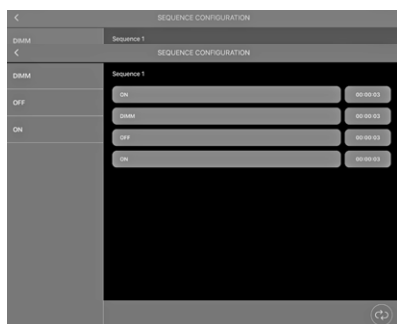 < SEQUENCE CONFIGURATION
DIMM Sequence 1
< SEQUENCE CONFIGURATION
DIMM Sequence 1
ON 00:00:03
OFF
DIMM 00:00:03
ON
OFF 00:00:03
ON 00:00:03